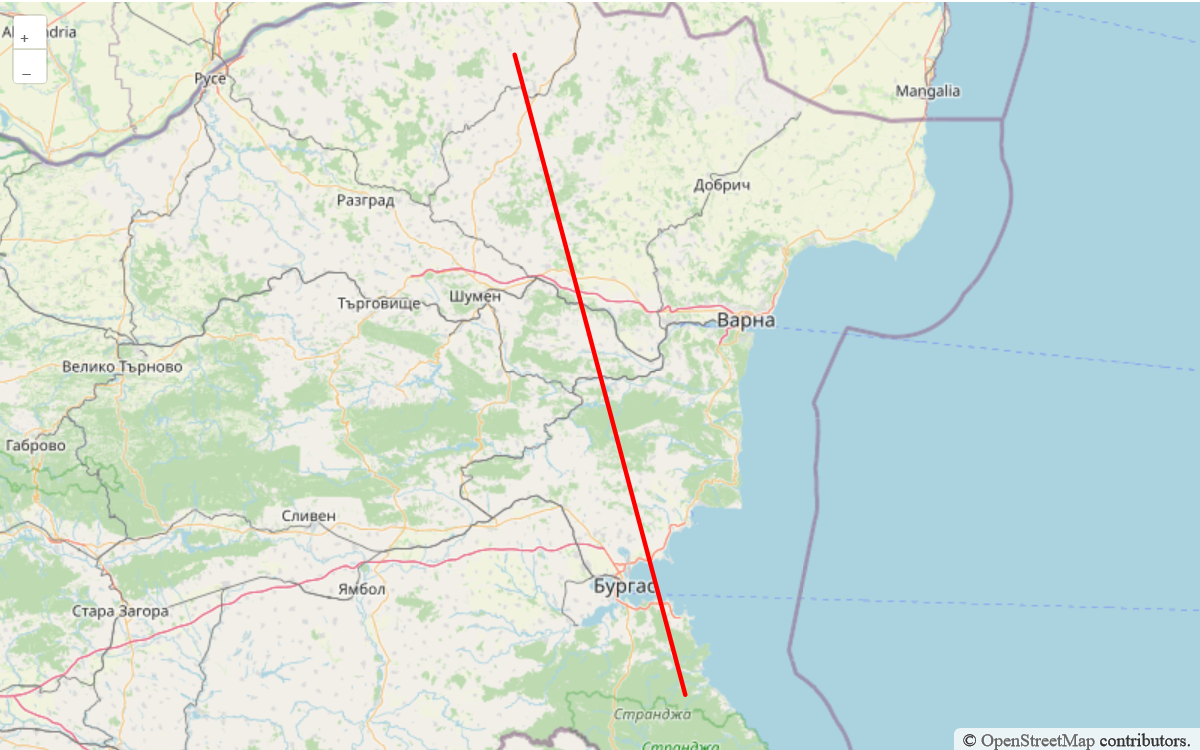 Русе
Mangalia
Добрич
Разград
Шумен
Търговище
Варна
Велико Търново
Габрово
Сливен
Бургас
Ямбол
Стара Загора
Странджа
Странджа
© OpenStreetMap contributors.